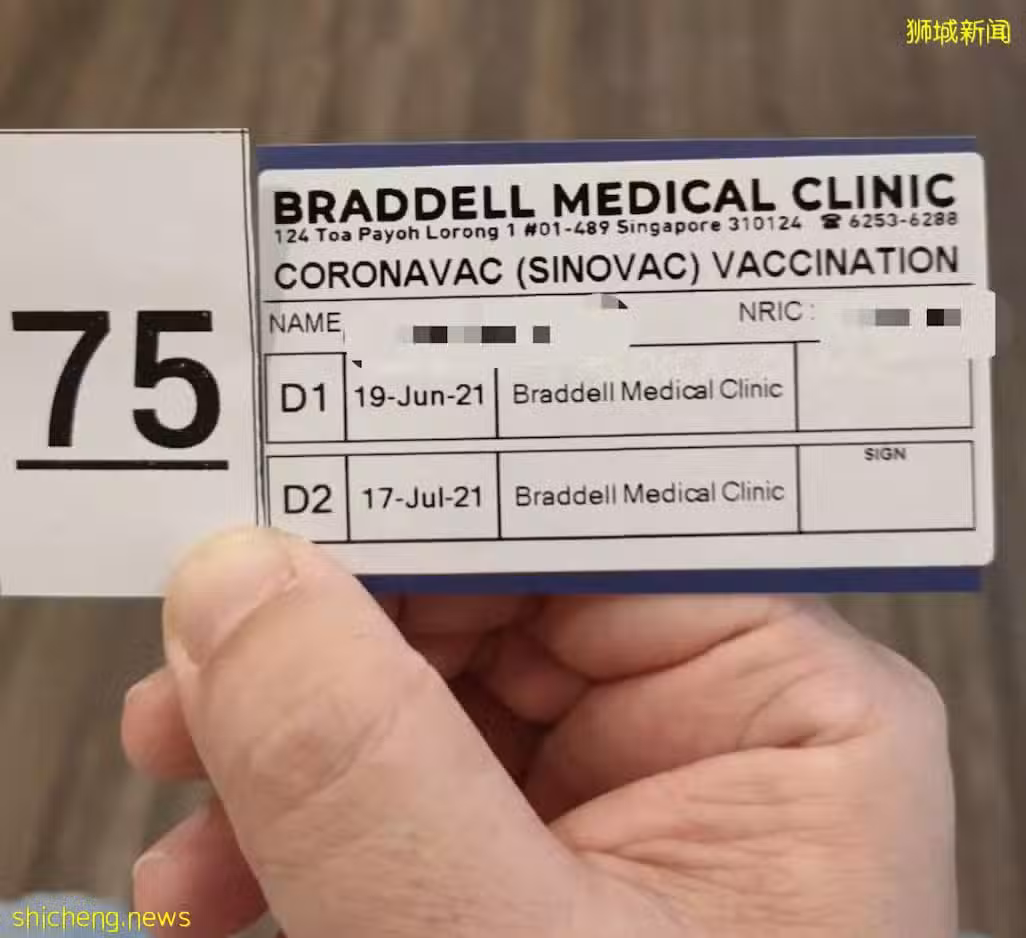 狮城新闻
75
BRADDELL MEDICAL CLINIC
124 Toa Payoh Lorong 1 #01-489 Singapore 310124 ☎ 6253-6288
CORONAVAC (SINOVAC) VACCINATION
NAME NRIC :
D1 19-Jun-21 Braddell Medical Clinic
SIGN
D2 17-Jul-21 Braddell Medical Clinic
shicheng.news